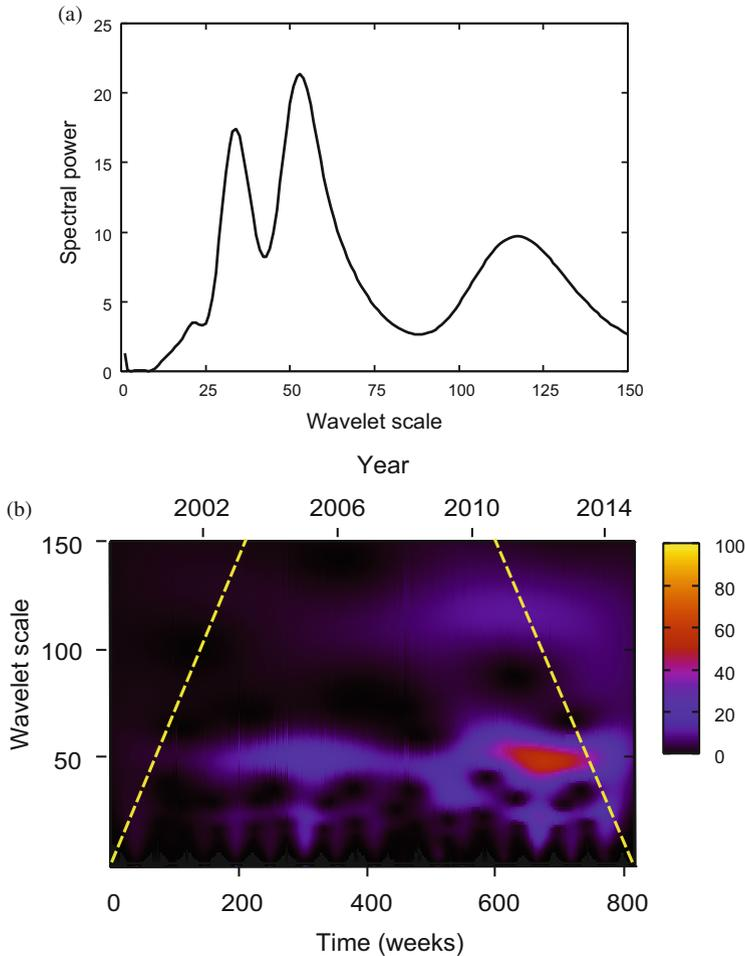 (a)
25
20
15
10
5
0
Spectral power
0 25 50 75 100 125 150
Wavelet scale
Year
(b)
2002 2006 2010 2014
150
100
50
Wavelet scale
100
80
60
40
20
0
0 200 400 600 800
Time (weeks)